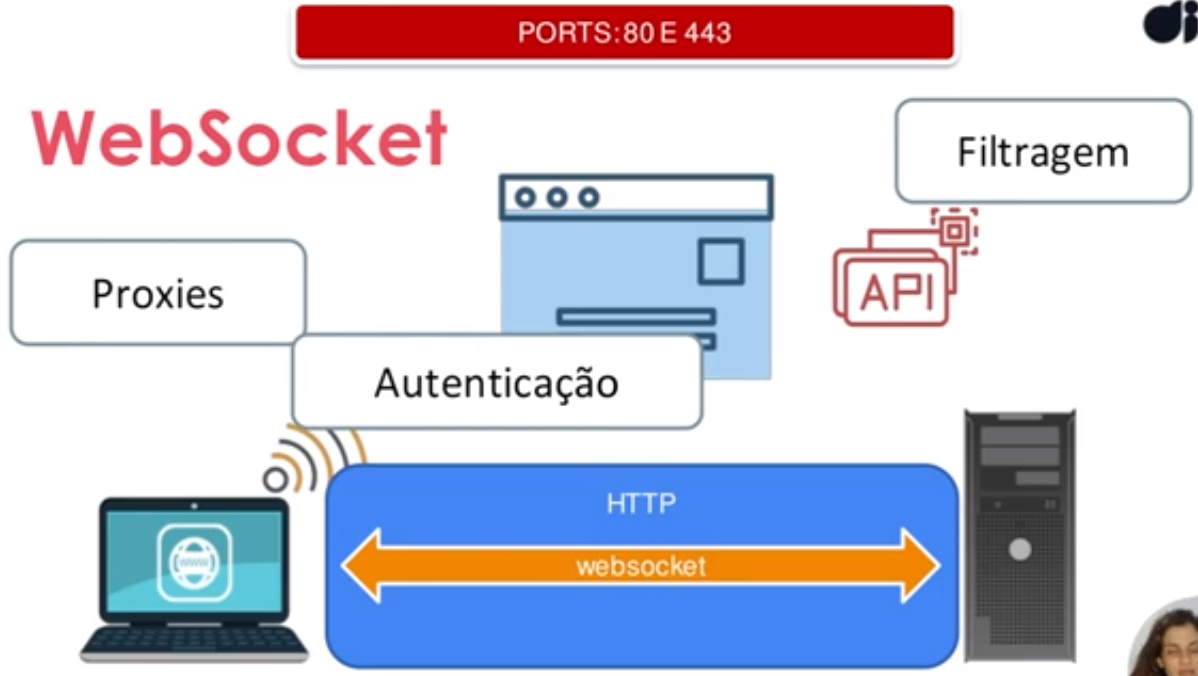 PORTS: 80 E 443
WebSocket
Filtragem
Proxies
API
Autenticação
HTTP
websocket
www